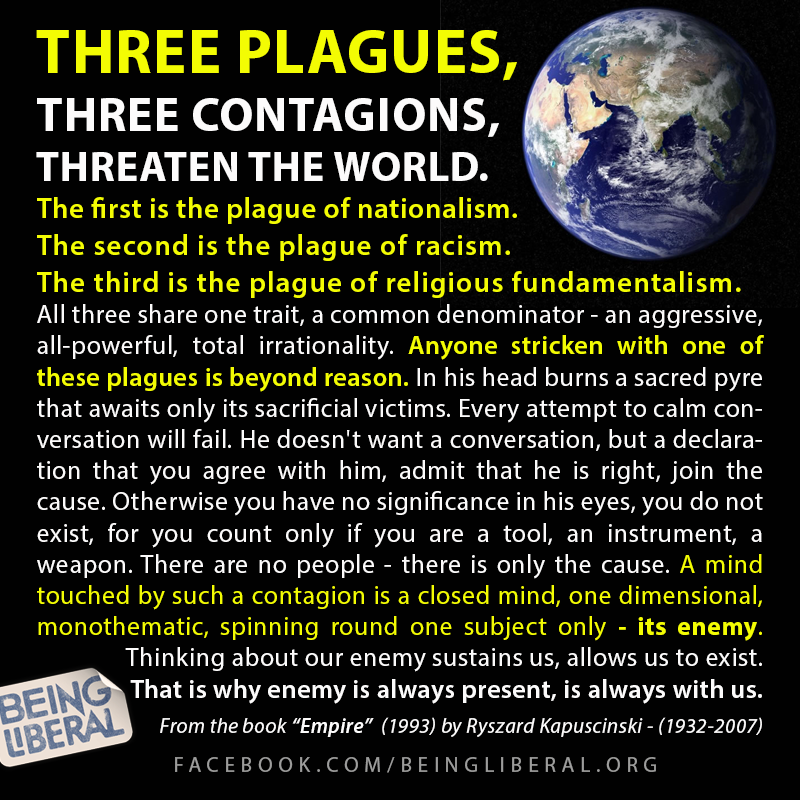 THREE PLAGUES,
THREE CONTAGIONS,
THREATEN THE WORLD.
The first is the plague of nationalism.
The second is the plague of racism.
The third is the plague of religious fundamentalism.
All three share one trait, a common denominator - an aggressive,
all-powerful, total irrationality. Anyone stricken with one of
these plagues is beyond reason. In his head burns a sacred pyre
that awaits only its sacrificial victims. Every attempt to calm con-
versation will fail. He doesn't want a conversation, but a declara-
tion that you agree with him, admit that he is right, join the
cause. Otherwise you have no significance in his eyes, you do not
exist, for you count only if you are a tool, an instrument, a
weapon. There are no people - there is only the cause. A mind
touched by such a contagion is a closed mind, one dimensional,
monothematic, spinning round one subject only - its enemy.
Thinking about our enemy sustains us, allows us to exist.
That is why enemy is always present, is always with us.
From the book “Empire” (1993) by Ryszard Kapuscinski - (1932-2007)
BEING
LIBERAL
FACEBOOK.COM/BEINGLIBERAL.ORG